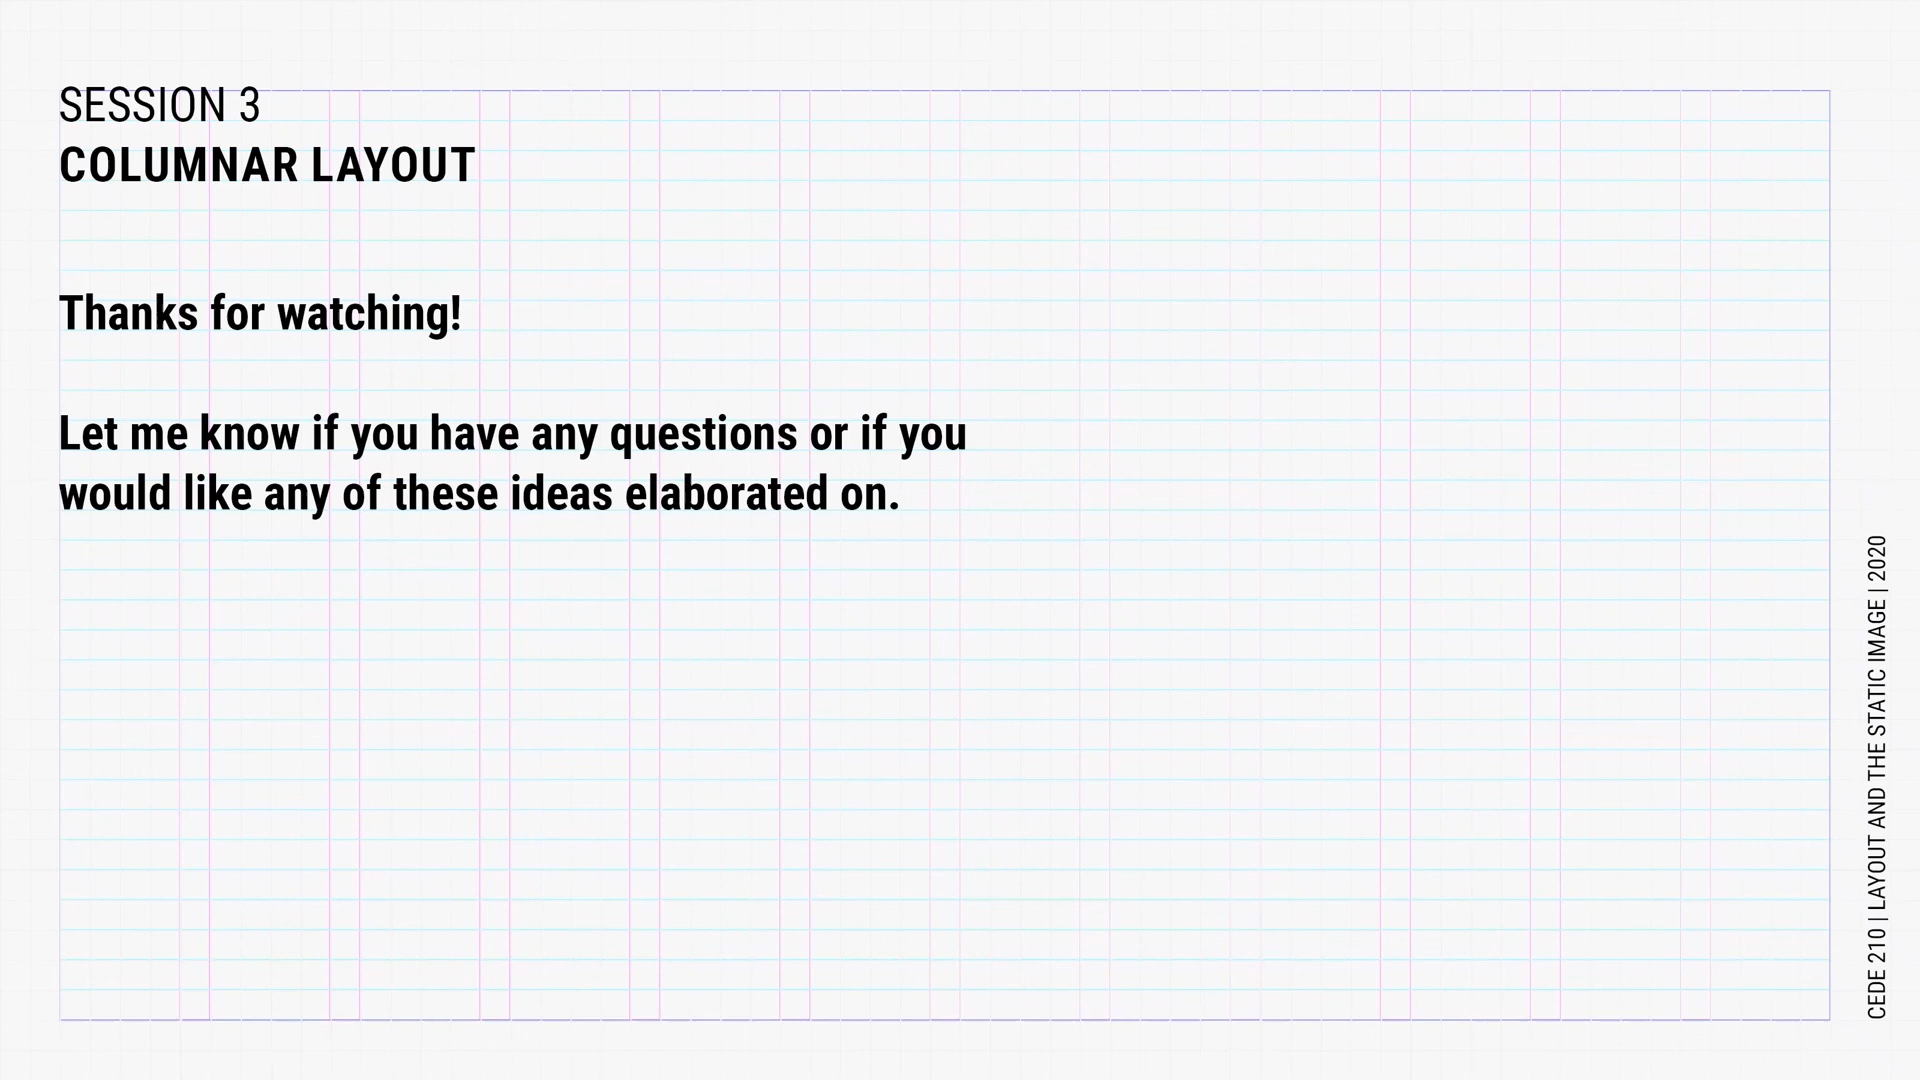 SESSION 3
COLUMNAR LAYOUT
Thanks for watching!
Let me know if you have any questions or if you
would like any of these ideas elaborated on.
CEDE 210 | LAYOUT AND THE STATIC IMAGE | 2020